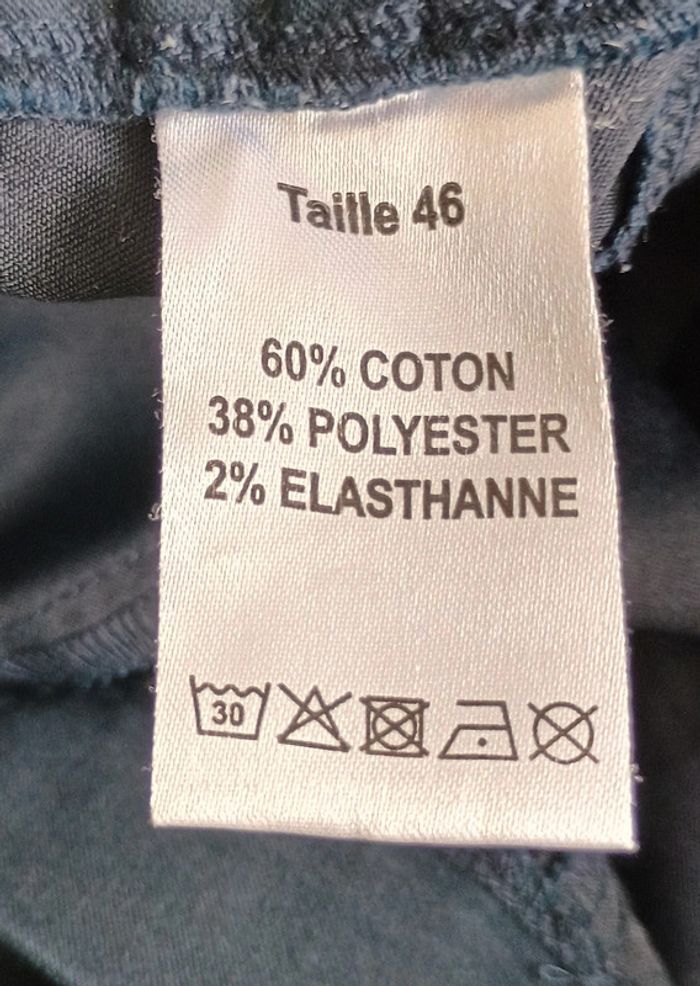 Taille 46
60% COTON
38% POLYESTER
2% ELASTHANNE
30